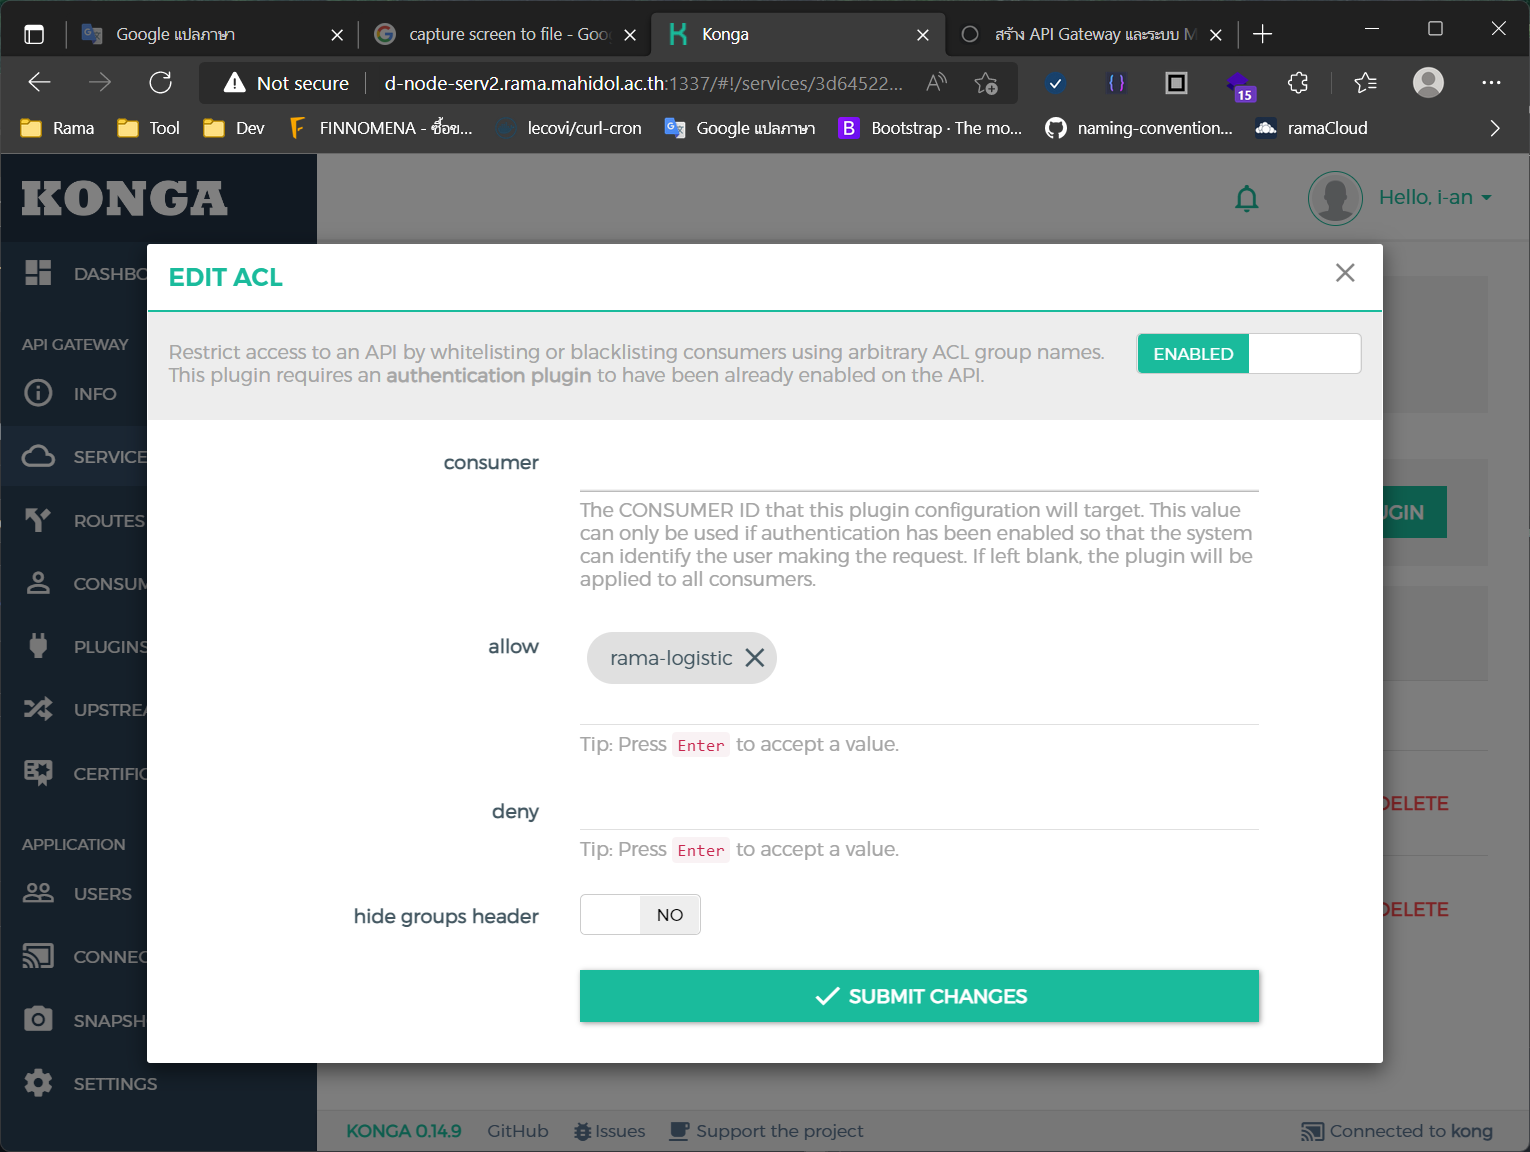 Google แปลภาษา
capture screen to file - Goo
Konga
สร้าง API Gateway และระบบ M
Not secure
d-node-serv2.rama.mahidol.ac.th:1337/#!/services/3d64522...
15
Rama
Tool
Dev
FINNOMENA - ซื้อข...
lecovi/curl-cron
Google แปลภาษา
Bootstrap · The mo...
naming-convention...
ramaCloud
KONGA
Hello, i-an
DASHBO
API GATEWAY
INFO
SERVICE
ROUTES
CONSUM
PLUGINS
UPSTREA
CERTIFIC
APPLICATION
USERS
CONNEC
SNAPSH
SETTINGS
EDIT ACL
Restrict access to an API by whitelisting or blacklisting consumers using arbitrary ACL group names.
This plugin requires an authentication plugin to have been already enabled on the API.
ENABLED
consumer
The CONSUMER ID that this plugin configuration will target. This value
can only be used if authentication has been enabled so that the system
can identify the user making the request. If left blank, the plugin will be
applied to all consumers.
allow
rama-logistic
Tip: Press Enter to accept a value.
deny
Tip: Press Enter to accept a value.
hide groups header
NO
SUBMIT CHANGES
UGIN
DELETE
DELETE
KONGA 0.14.9
GitHub
Issues
Support the project
Connected to kong